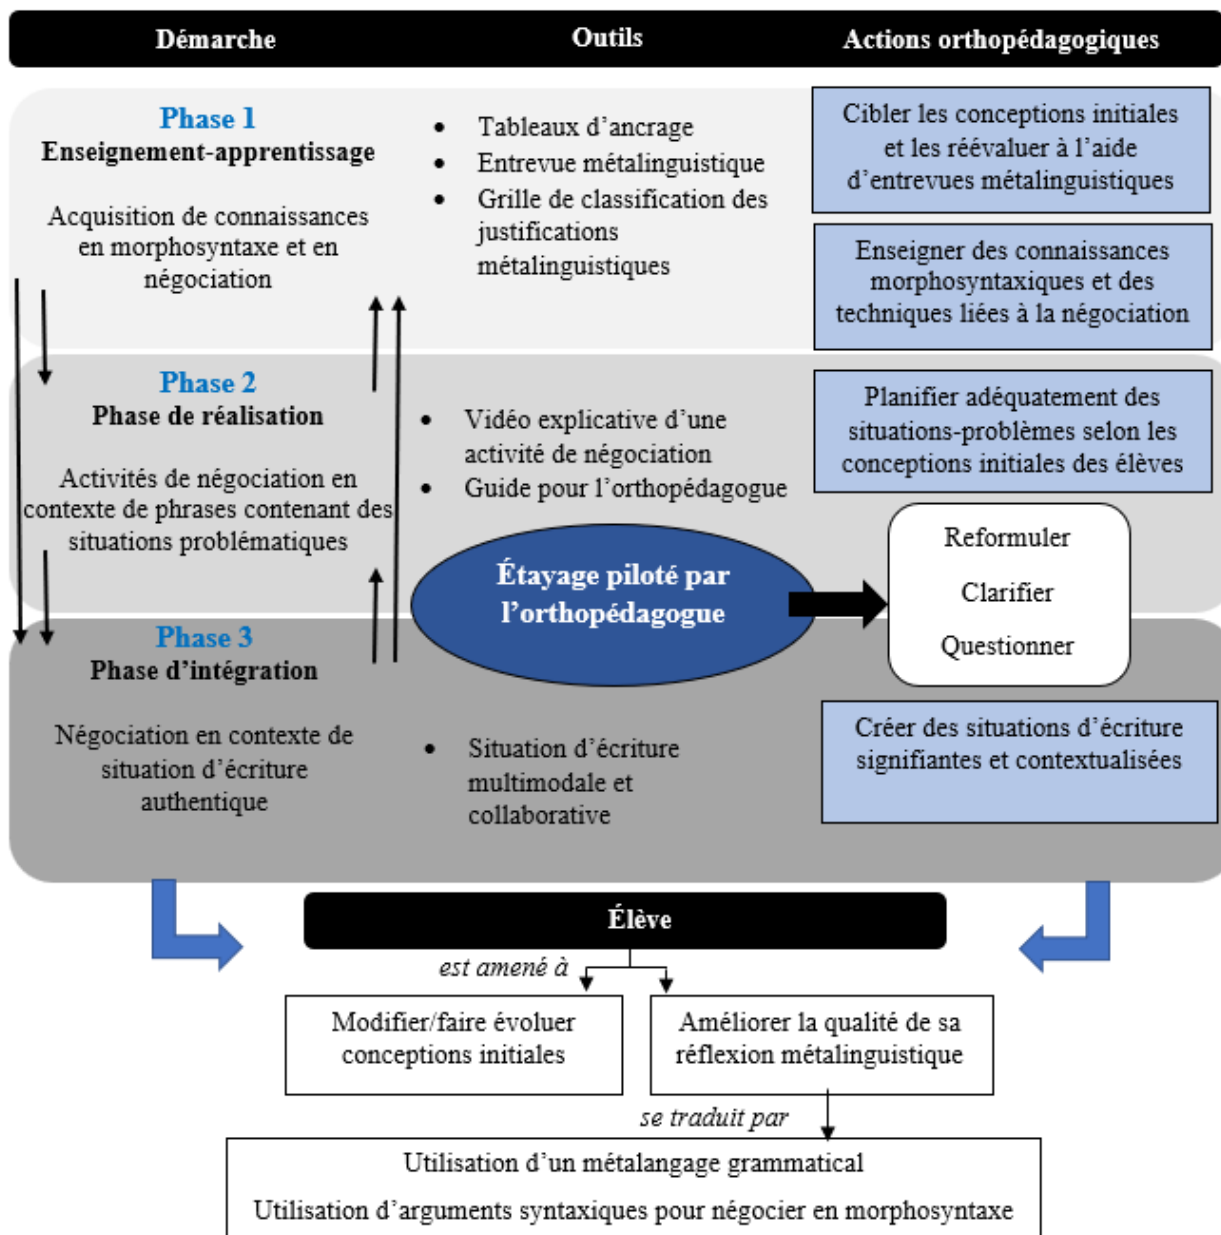 Démarche
Outils
Actions orthopédagogiques
Phase 1
Enseignement-apprentissage
Acquisition de connaissances
en morphosyntaxe et en
négociation
• Tableaux d'ancrage
• Entrevue métalinguistique
• Grille de classification des
justifications
métalinguistiques
Cibler les conceptions initiales
et les réévaluer à l'aide
d'entrevues métalinguistiques
Enseigner des connaissances
morphosyntaxiques et des
techniques liées à la négociation
Phase 2
Phase de réalisation
Activités de négociation en
contexte de phrases contenant des
situations problématiques
• Vidéo explicative d'une
activité de négociation
• Guide pour l'orthopédagogue
Planifier adéquatement des
situations-problèmes selon les
conceptions initiales des élèves
Étayage piloté par
l'orthopédagogue
Reformuler
Clarifier
Questionner
Phase 3
Phase d'intégration
Négociation en contexte de
situation d'écriture
authentique
• Situation d'écriture
multimodale et
collaborative
Créer des situations d'écriture
signifiantes et contextualisées
Élève
est amené à
Modifier/faire évoluer
conceptions initiales
Améliorer la qualité de sa
réflexion métalinguistique
se traduit par
Utilisation d'un métalangage grammatical
Utilisation d'arguments syntaxiques pour négocier en morphosyntaxe